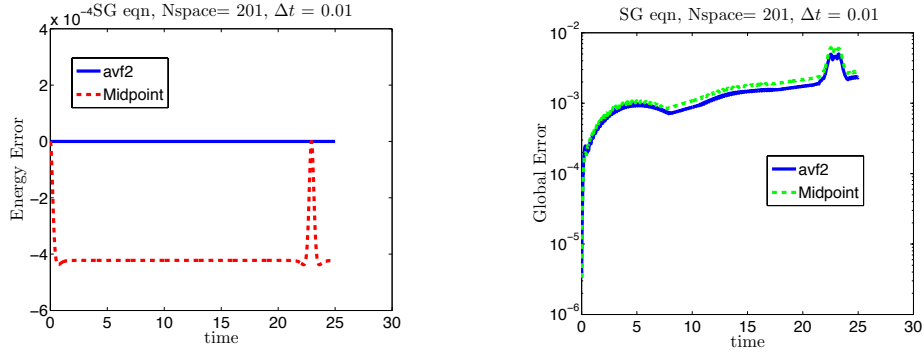 x 10⁻⁴SG eqn, Nspace= 201, Δt = 0.01
4
2
0
−2
−4
−6
Energy Error
avf2
Midpoint
0 5 10 15 20 25 30
time
SG eqn, Nspace= 201, Δt = 0.01
10⁻²
10⁻³
10⁻⁴
10⁻⁵
10⁻⁶
Global Error
avf2
Midpoint
0 5 10 15 20 25 30
time